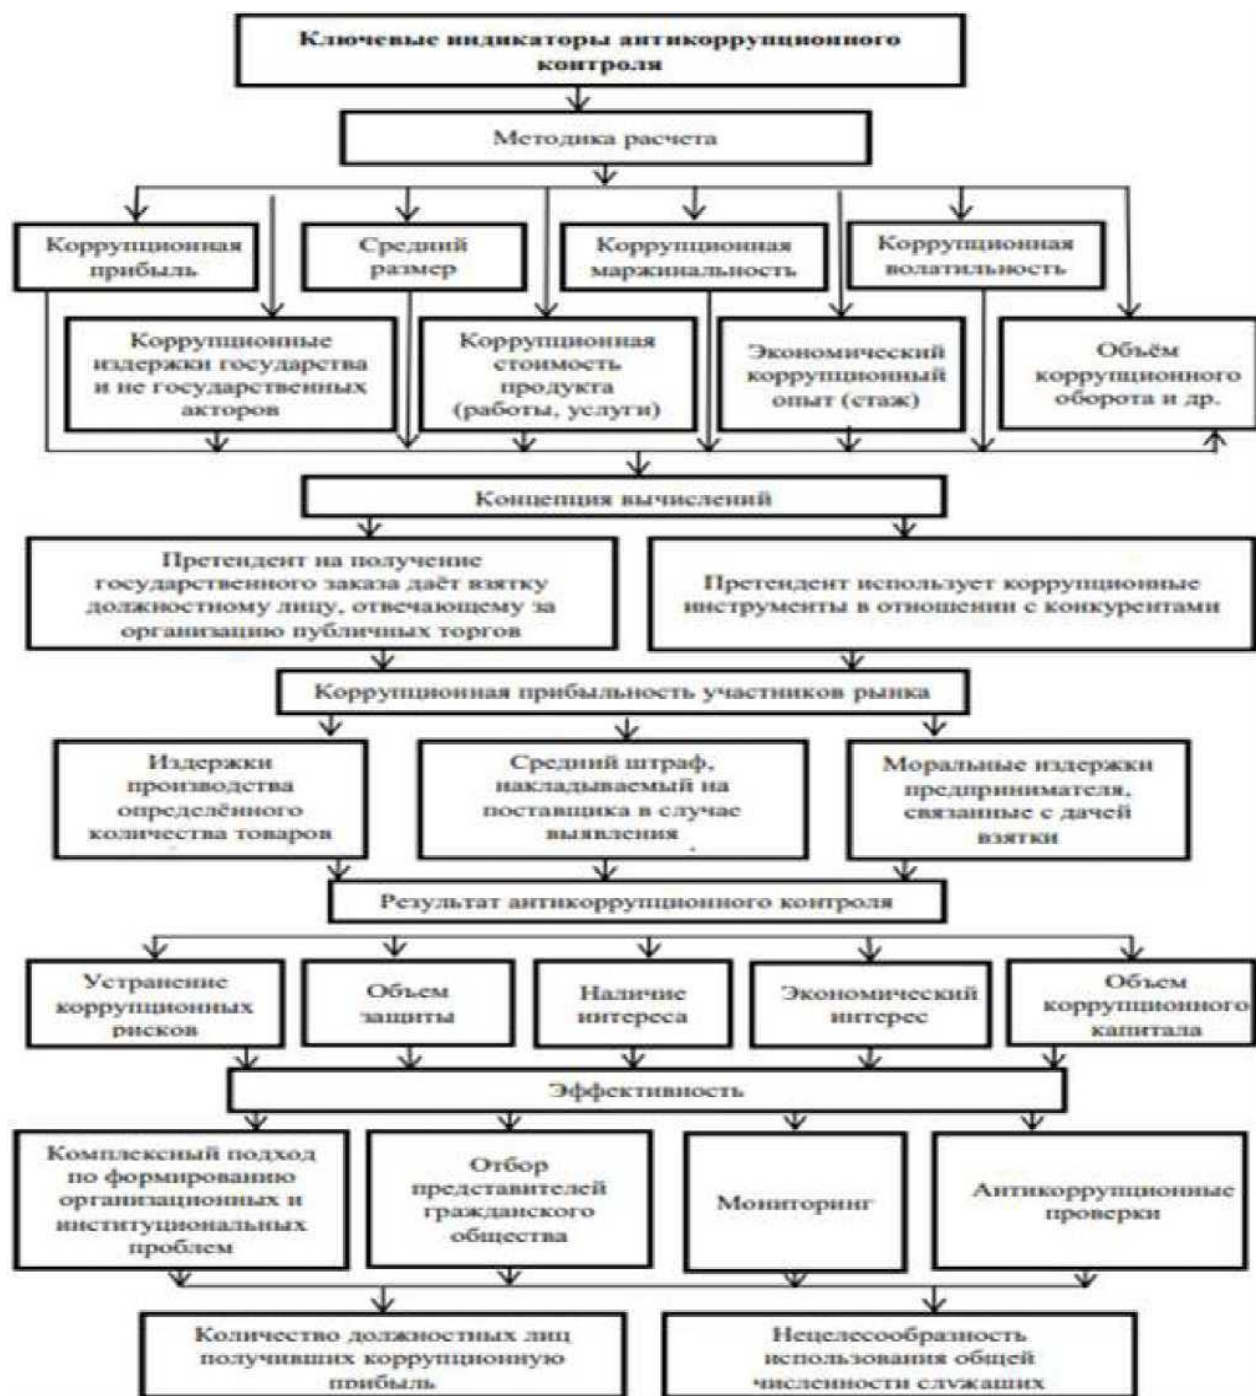 Ключевые индикаторы антикоррупционного
контроля
Методика расчета
Коррупционная
прибыль
Средний
размер
Коррупционная
маржинальность
Коррупционная
волатильность
Коррупционные
издержки государства
и не государственных
акторов
Коррупционная
стоимость
продукта
(работы, услуги)
Экономический
коррупционный
опыт (стаж)
Объём
коррупционного
оборота и др.
Концепция вычислений
Претендент на получение
государственного заказа даёт взятку
должностному лицу, отвечающему за
организацию публичных торгов
Претендент использует коррупционные
инструменты в отношении с конкурентами
Коррупционная прибыльность участников рынка
Издержки
производства
определённого
количества товаров
Средний штраф,
накладываемый на
поставщика в случае
выявления
Моральные издержки
предпринимателя,
связанные с дачей
взятки
Результат антикоррупционного контроля
Устранение
коррупционных
рисков
Объем
защиты
Наличие
интереса
Экономический
интерес
Объем
коррупционного
капитала
Эффективность
Комплексный подход
по формированию
организационных и
институциональных
проблем
Отбор
представителей
гражданского
общества
Мониторинг
Антикоррупционные
проверки
Количество должностных лиц
получивших коррупционную
прибыль
Нецелесообразность
использования общей
численности служащих